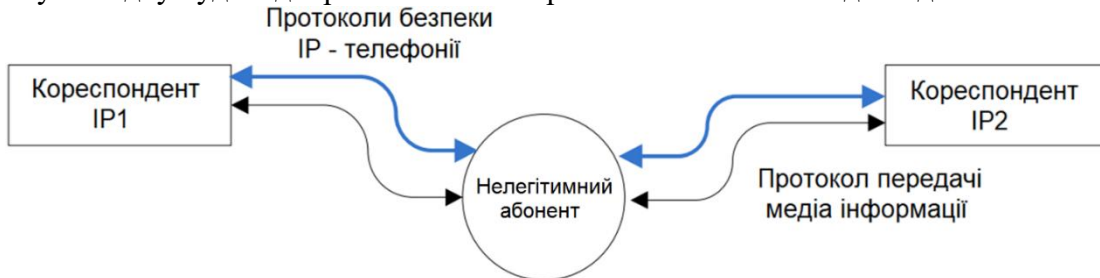 Протоколи безпеки
IP - телефонії
Кореспондент
IP1
Кореспондент
IP2
Нелегітимний
абонент
Протокол передачі
медіа інформації